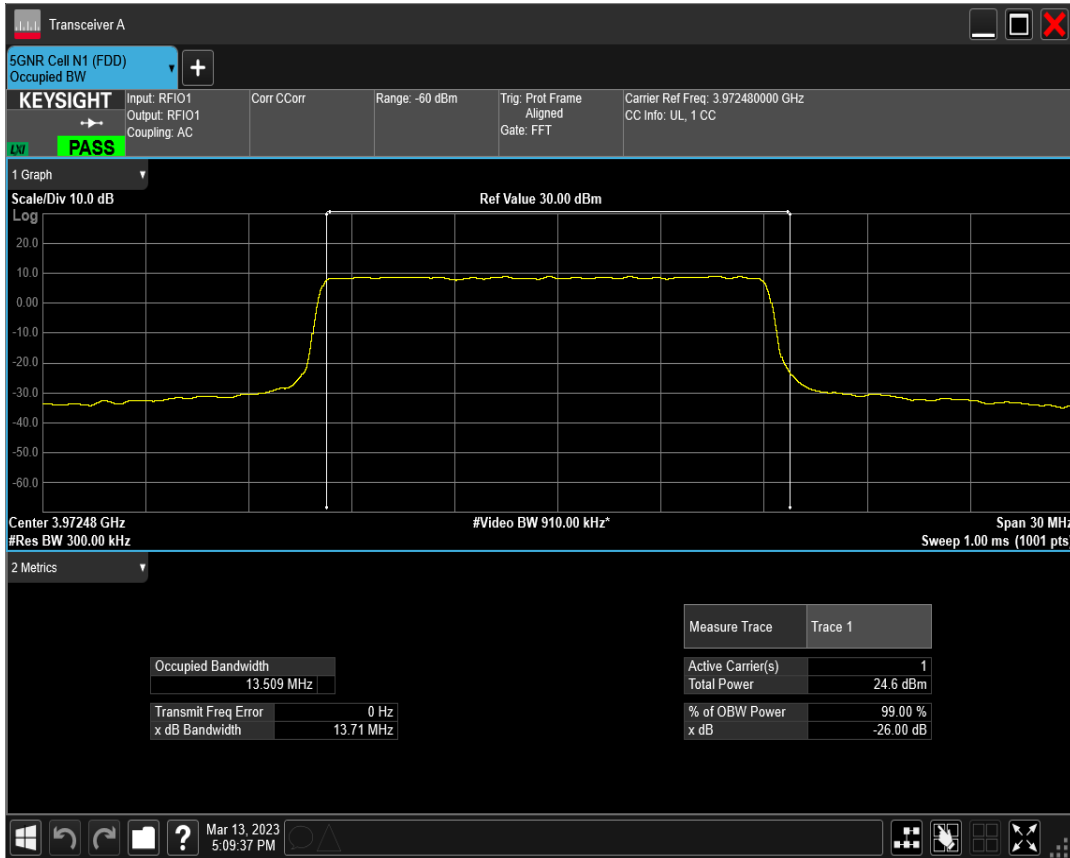 Transceiver A
5GNR Cell N1 (FDD)
Occupied BW
+
KEYSIGHT
LXI
PASS
Input: RFIO1
Output: RFIO1
Coupling: AC
Corr CCorr
Range: -60 dBm
Trig: Prot Frame
Aligned
Gate: FFT
Carrier Ref Freq: 3.972480000 GHz
CC Info: UL, 1 CC
1 Graph
Scale/Div 10.0 dB
Ref Value 30.00 dBm
Log
20.0
10.0
0.00
-10.0
-20.0
-30.0
-40.0
-50.0
-60.0
Center 3.97248 GHz
#Video BW 910.00 kHz*
Span 30 MHz
#Res BW 300.00 kHz
Sweep 1.00 ms (1001 pts)
2 Metrics
Measure Trace Trace 1
Occupied Bandwidth
13.509 MHz
Active Carrier(s) 1
Total Power 24.6 dBm
Transmit Freq Error 0 Hz
x dB Bandwidth 13.71 MHz
% of OBW Power 99.00 %
x dB -26.00 dB
?
Mar 13, 2023
5:09:37 PM